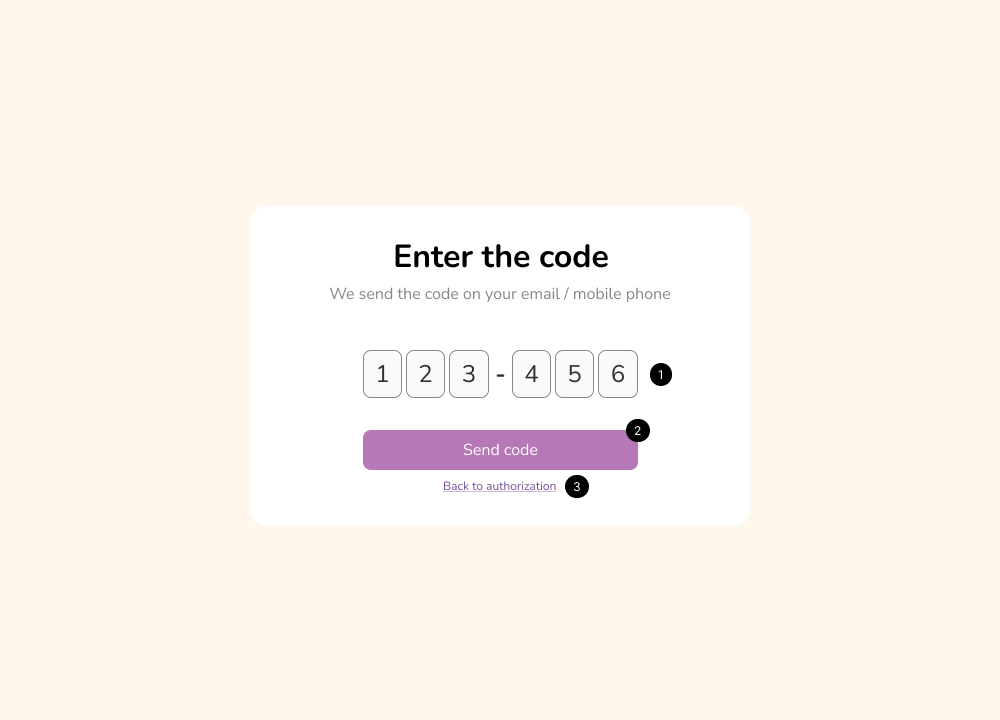 Enter the code
We send the code on your email / mobile phone
1 2 3 - 4 5 6 1
2
Send code
Back to authorization 3